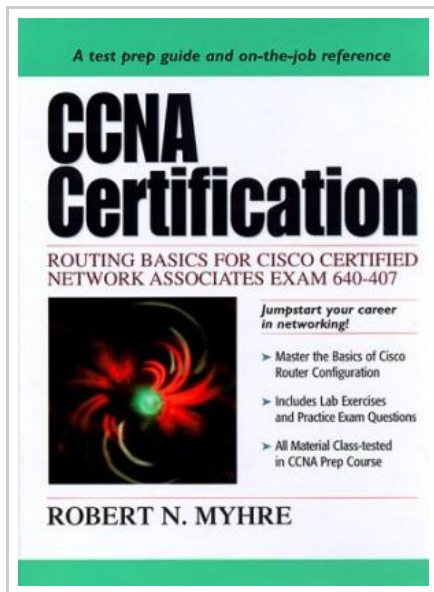 A test prep guide and on-the-job reference
CCNA
Certification
ROUTING BASICS FOR CISCO CERTIFIED
NETWORK ASSOCIATES EXAM 640-407
Jumpstart your career
in networking!
➤ Master the Basics of Cisco
Router Configuration
➤ Includes Lab Exercises
and Practice Exam Questions
➤ All Material Class-tested
in CCNA Prep Course
ROBERT N. MYHRE